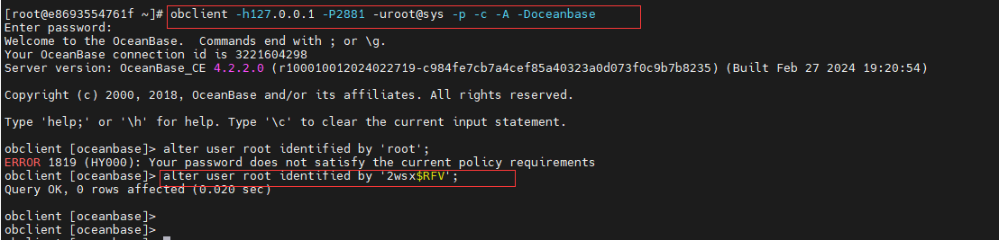 [root@e8693554761f ~]# obclient -h127.0.0.1 -P2881 -uroot@sys -p -c -A -Doceanbase
Enter password:
Welcome to the OceanBase.  Commands end with ; or \g.
Your OceanBase connection id is 3221604298
Server version: OceanBase_CE 4.2.2.0 (r100010012024022719-c984fe7cb7a4cef85a40323a0d073f0c9b7b8235) (Built Feb 27 2024 19:20:54)
Copyright (c) 2000, 2018, OceanBase and/or its affiliates. All rights reserved.
Type 'help;' or '\h' for help. Type '\c' to clear the current input statement.
obclient [oceanbase]> alter user root identified by 'root';
ERROR 1819 (HY000): Your password does not satisfy the current policy requirements
obclient [oceanbase]> alter user root identified by '2wsx$RFV';
Query OK, 0 rows affected (0.020 sec)
obclient [oceanbase]>
obclient [oceanbase]>
obclient [oceanbase]>